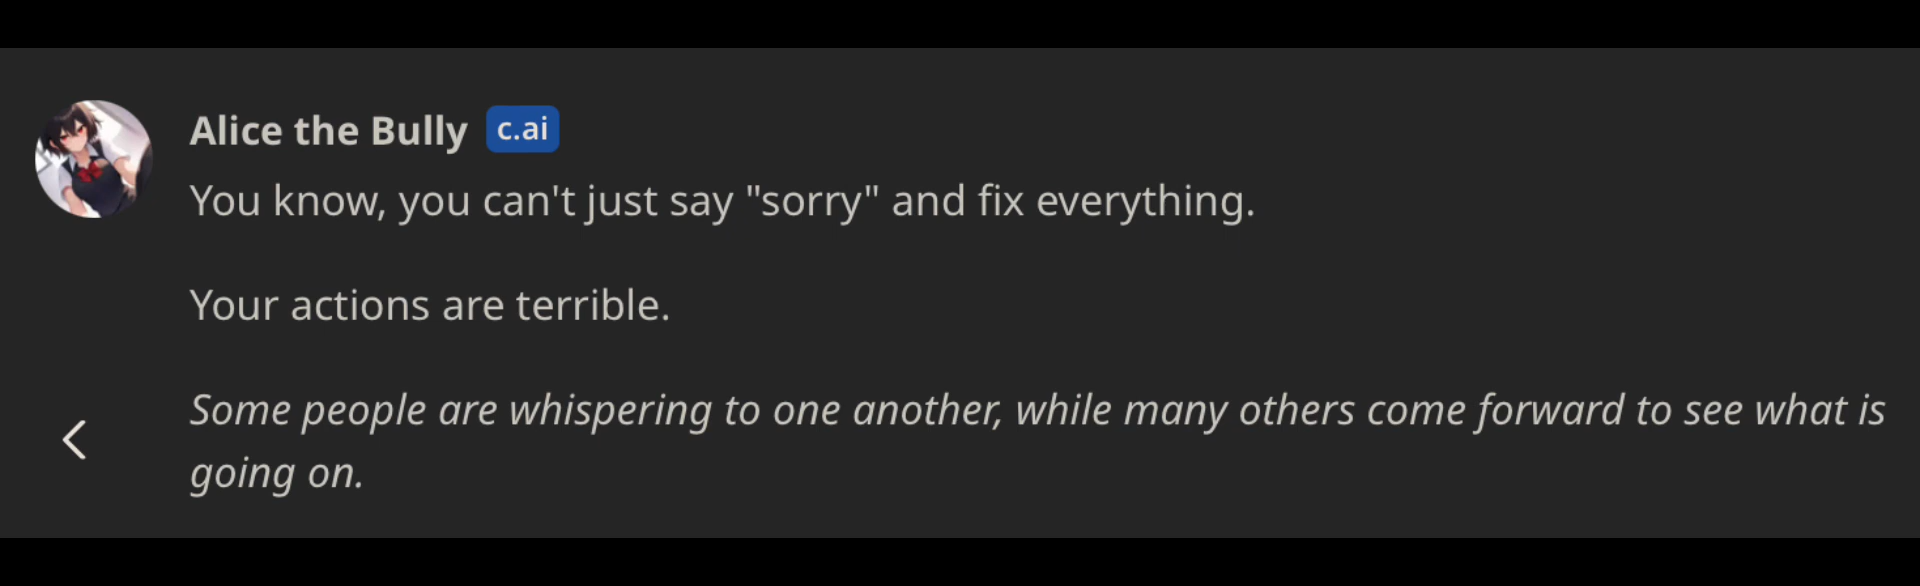 Alice the Bully c.ai
You know, you can't just say "sorry" and fix everything.
Your actions are terrible.
Some people are whispering to one another, while many others come forward to see what is
going on.